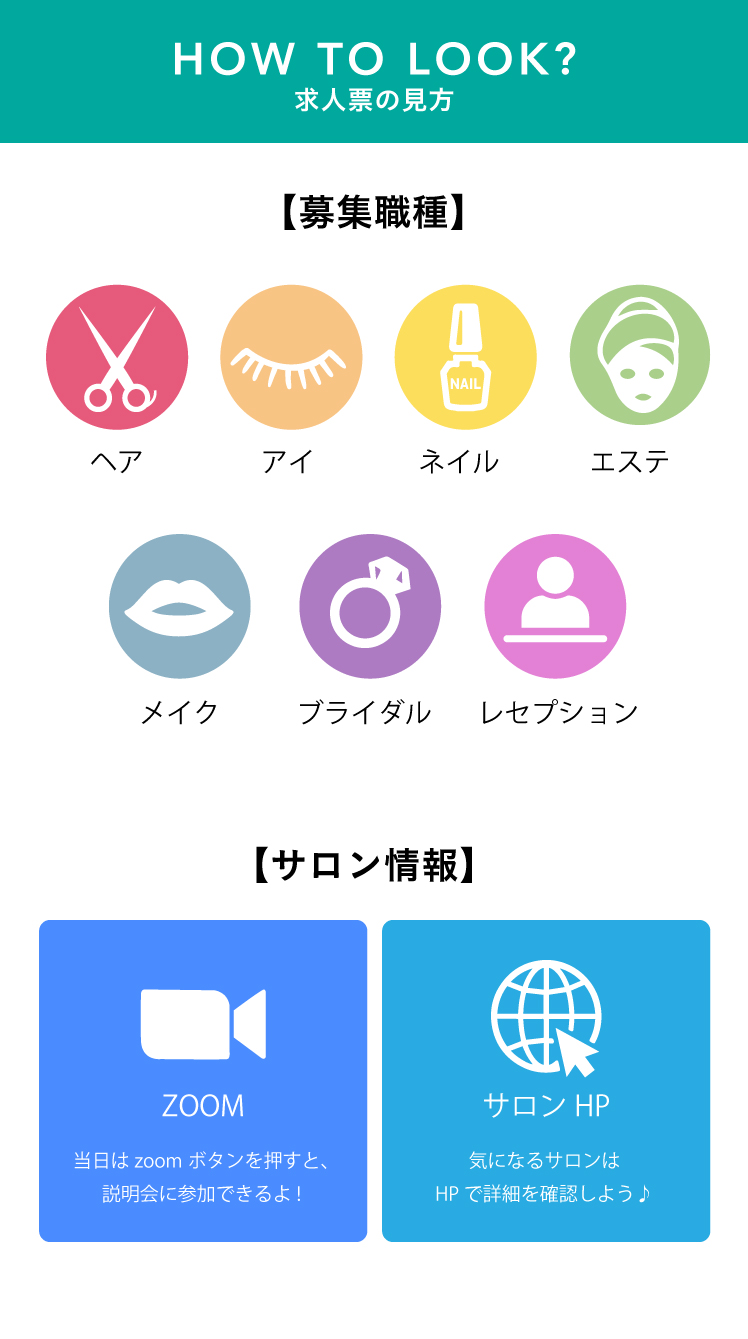 HOW TO LOOK?
求人票の見方
【募集職種】
NAIL
ヘア
アイ
ネイル
エステ
メイク
ブライダル
レセプション
【サロン情報】
ZOOM
当日は zoom ボタンを押すと、
説明会に参加できるよ！
サロン HP
気になるサロンは
HP で詳細を確認しよう♪